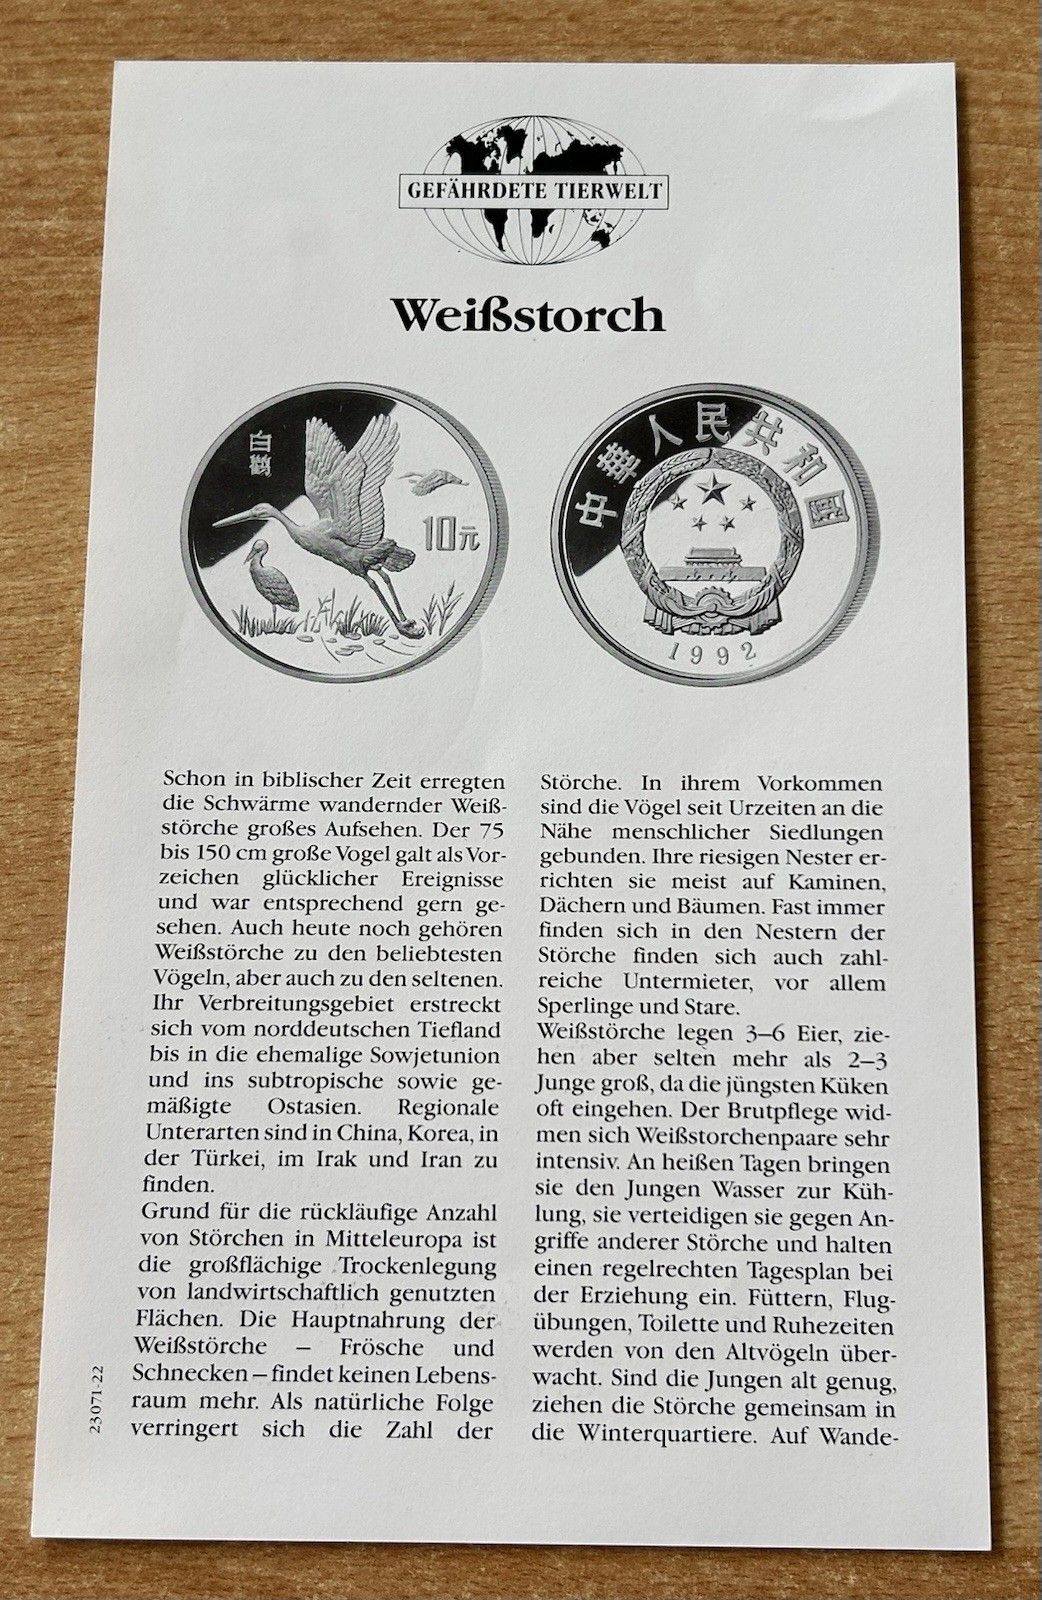 GEFÄHRDETE TIERWELT
Weißstorch
白鸛
10元
中華人民共和國
1992
Schon in biblischer Zeit erregten
die Schwärme wandernder Weiß-
störche großes Aufsehen. Der 75
bis 150 cm große Vogel galt als Vor-
zeichen glücklicher Ereignisse
und war entsprechend gern ge-
sehen. Auch heute noch gehören
Weißstörche zu den beliebtesten
Vögeln, aber auch zu den seltenen.
Ihr Verbreitungsgebiet erstreckt
sich vom norddeutschen Tiefland
bis in die ehemalige Sowjetunion
und ins subtropische sowie ge-
mäßigte Ostasien. Regionale
Unterarten sind in China, Korea, in
der Türkei, im Irak und Iran zu
finden.
Grund für die rückläufige Anzahl
von Störchen in Mitteleuropa ist
die großflächige Trockenlegung
von landwirtschaftlich genutzten
Flächen. Die Hauptnahrung der
Weißstörche – Frösche und
Schnecken – findet keinen Lebens-
raum mehr. Als natürliche Folge
verringert sich die Zahl der
Störche. In ihrem Vorkommen
sind die Vögel seit Urzeiten an die
Nähe menschlicher Siedlungen
gebunden. Ihre riesigen Nester er-
richten sie meist auf Kaminen,
Dächern und Bäumen. Fast immer
finden sich in den Nestern der
Störche finden sich auch zahl-
reiche Untermieter, vor allem
Sperlinge und Stare.
Weißstörche legen 3–6 Eier, zie-
hen aber selten mehr als 2–3
Junge groß, da die jüngsten Küken
oft eingehen. Der Brutpflege wid-
men sich Weißstorchenpaare sehr
intensiv. An heißen Tagen bringen
sie den Jungen Wasser zur Küh-
lung, sie verteidigen sie gegen An-
griffe anderer Störche und halten
einen regelrechten Tagesplan bei
der Erziehung ein. Füttern, Flug-
übungen, Toilette und Ruhezeiten
werden von den Altvögeln über-
wacht. Sind die Jungen alt genug,
ziehen die Störche gemeinsam in
die Winterquartiere. Auf Wande-
23071-22